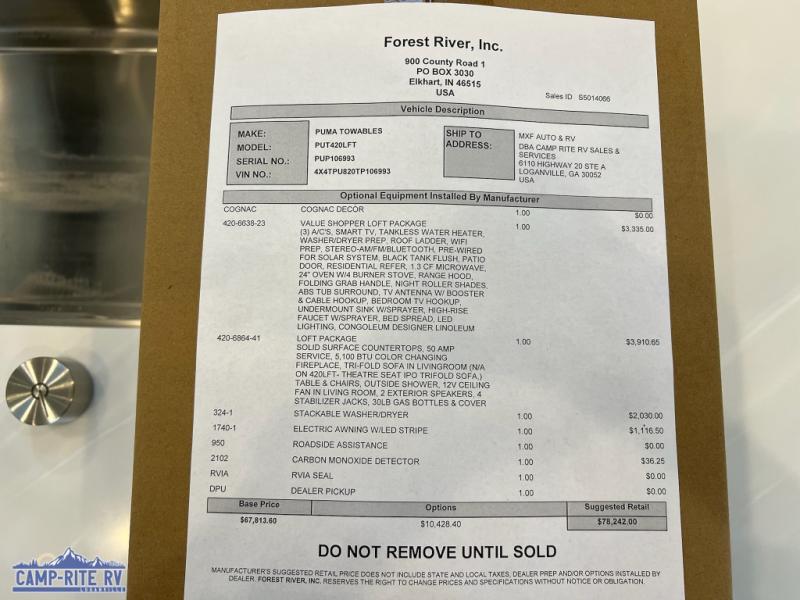 Forest River, Inc.
900 County Road 1
PO BOX 3030
Elkhart, IN 46515
USA
Sales ID S5014066
Vehicle Description
MAKE: PUMA TOWABLES
MODEL: PUT420LFT
SERIAL NO.: PUP106993
VIN NO.: 4X4TPU820TP106993
SHIP TO ADDRESS:
MXF AUTO & RV
DBA CAMP RITE RV SALES &
SERVICES
6110 HIGHWAY 20 STE A
LOGANVILLE, GA 30052
USA
Optional Equipment Installed By Manufacturer
COGNAC COGNAC DECOR 1.00 $0.00
420-6638-23 VALUE SHOPPER LOFT PACKAGE 1.00 $3,335.00
(3) A/C'S, SMART TV, TANKLESS WATER HEATER,
WASHER/DRYER PREP, ROOF LADDER, WIFI
PREP, STEREO-AM/FM/BLUETOOTH, PRE-WIRED
FOR SOLAR SYSTEM, BLACK TANK FLUSH, PATIO
DOOR, RESIDENTIAL REFER, 1.3 CF MICROWAVE,
24" OVEN W/4 BURNER STOVE, RANGE HOOD,
FOLDING GRAB HANDLE, NIGHT ROLLER SHADES,
ABS TUB SURROUND, TV ANTENNA W/ BOOSTER
& CABLE HOOKUP, BEDROOM TV HOOKUP,
UNDERMOUNT SINK W/SPRAYER, HIGH-RISE
FAUCET W/SPRAYER, BED SPREAD, LED
LIGHTING, CONGOLEUM DESIGNER LINOLEUM
420-6864-41 LOFT PACKAGE 1.00 $3,910.65
SOLID SURFACE COUNTERTOPS, 50 AMP
SERVICE, 5,100 BTU COLOR CHANGING
FIREPLACE, TRI-FOLD SOFA IN LIVINGROOM (N/A
ON 420LFT- THEATRE SEAT IPO TRIFOLD SOFA,)
TABLE & CHAIRS, OUTSIDE SHOWER, 12V CEILING
FAN IN LIVING ROOM, 2 EXTERIOR SPEAKERS, 4
STABILIZER JACKS, 30LB GAS BOTTLES & COVER
324-1 STACKABLE WASHER/DRYER 1.00 $2,030.00
1740-1 ELECTRIC AWNING W/LED STRIPE 1.00 $1,116.50
950 ROADSIDE ASSISTANCE 1.00 $0.00
2102 CARBON MONOXIDE DETECTOR 1.00 $36.25
RVIA RVIA SEAL 1.00 $0.00
DPU DEALER PICKUP 1.00 $0.00
Base Price Options Suggested Retail
$67,813.60 $10,428.40 $78,242.00
DO NOT REMOVE UNTIL SOLD
MANUFACTURER'S SUGGESTED RETAIL PRICE DOES NOT INCLUDE STATE AND LOCAL TAXES, DEALER PREP AND/OR OPTIONS INSTALLED BY
DEALER. FOREST RIVER, INC. RESERVES THE RIGHT TO CHANGE PRICES AND SPECIFICATIONS WITHOUT NOTICE OR OBLIGATION.
CAMP-RITE RV
LOGANVILLE